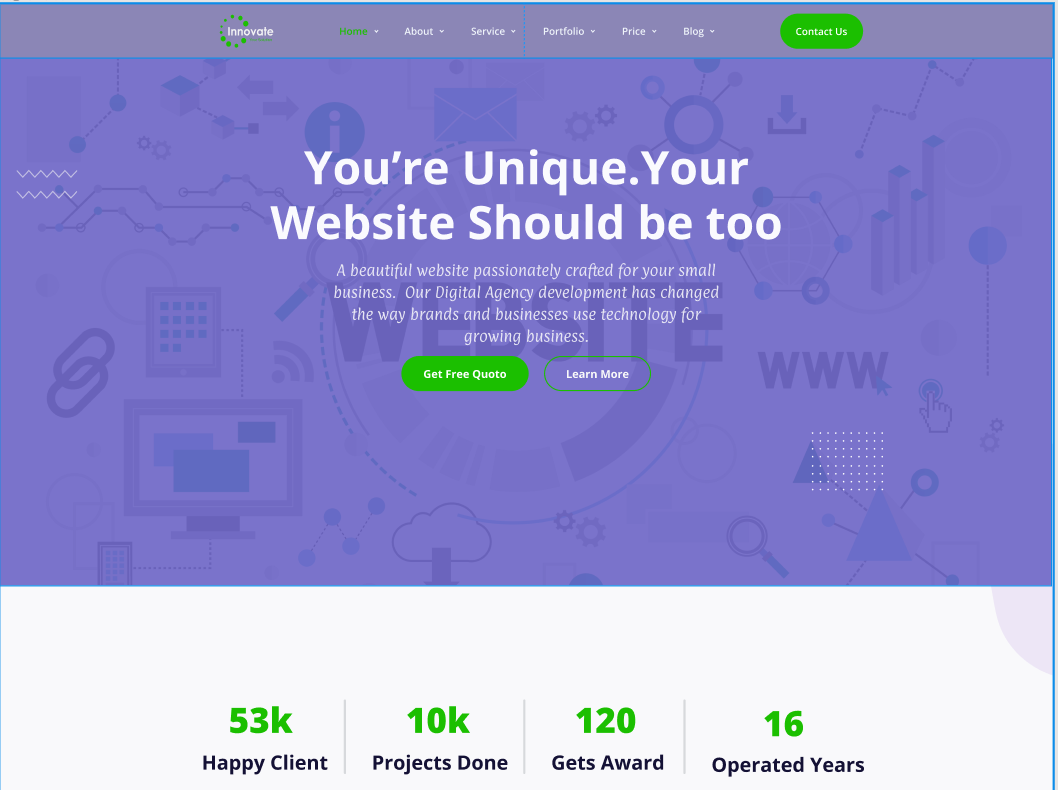 Innovate
Home About Service Portfolio Price Blog Contact Us
You’re Unique.Your
Website Should be too
A beautiful website passionately crafted for your small
business. Our Digital Agency development has changed
the way brands and businesses use technology for
growing business.
WEBSITE
Get Free Quoto Learn More
WWW
53k 10k 120 16
Happy Client Projects Done Gets Award Operated Years